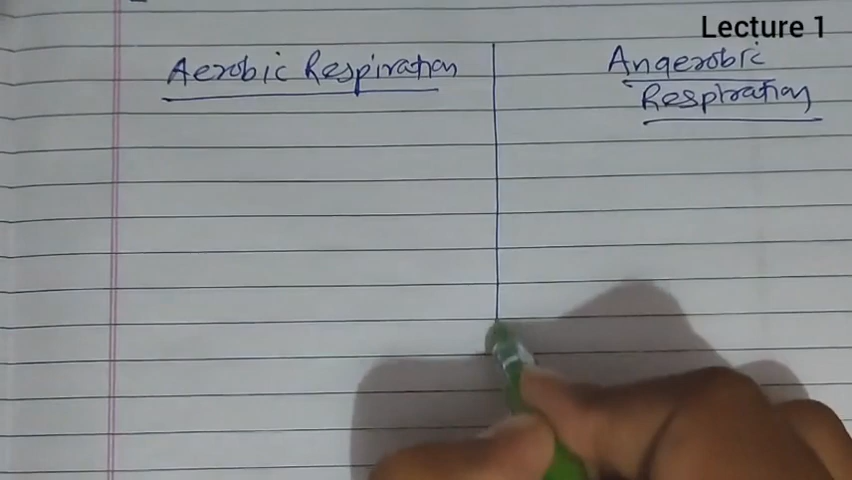 Lecture 1
Aerobic Respiration
Anaerobic
Respiration